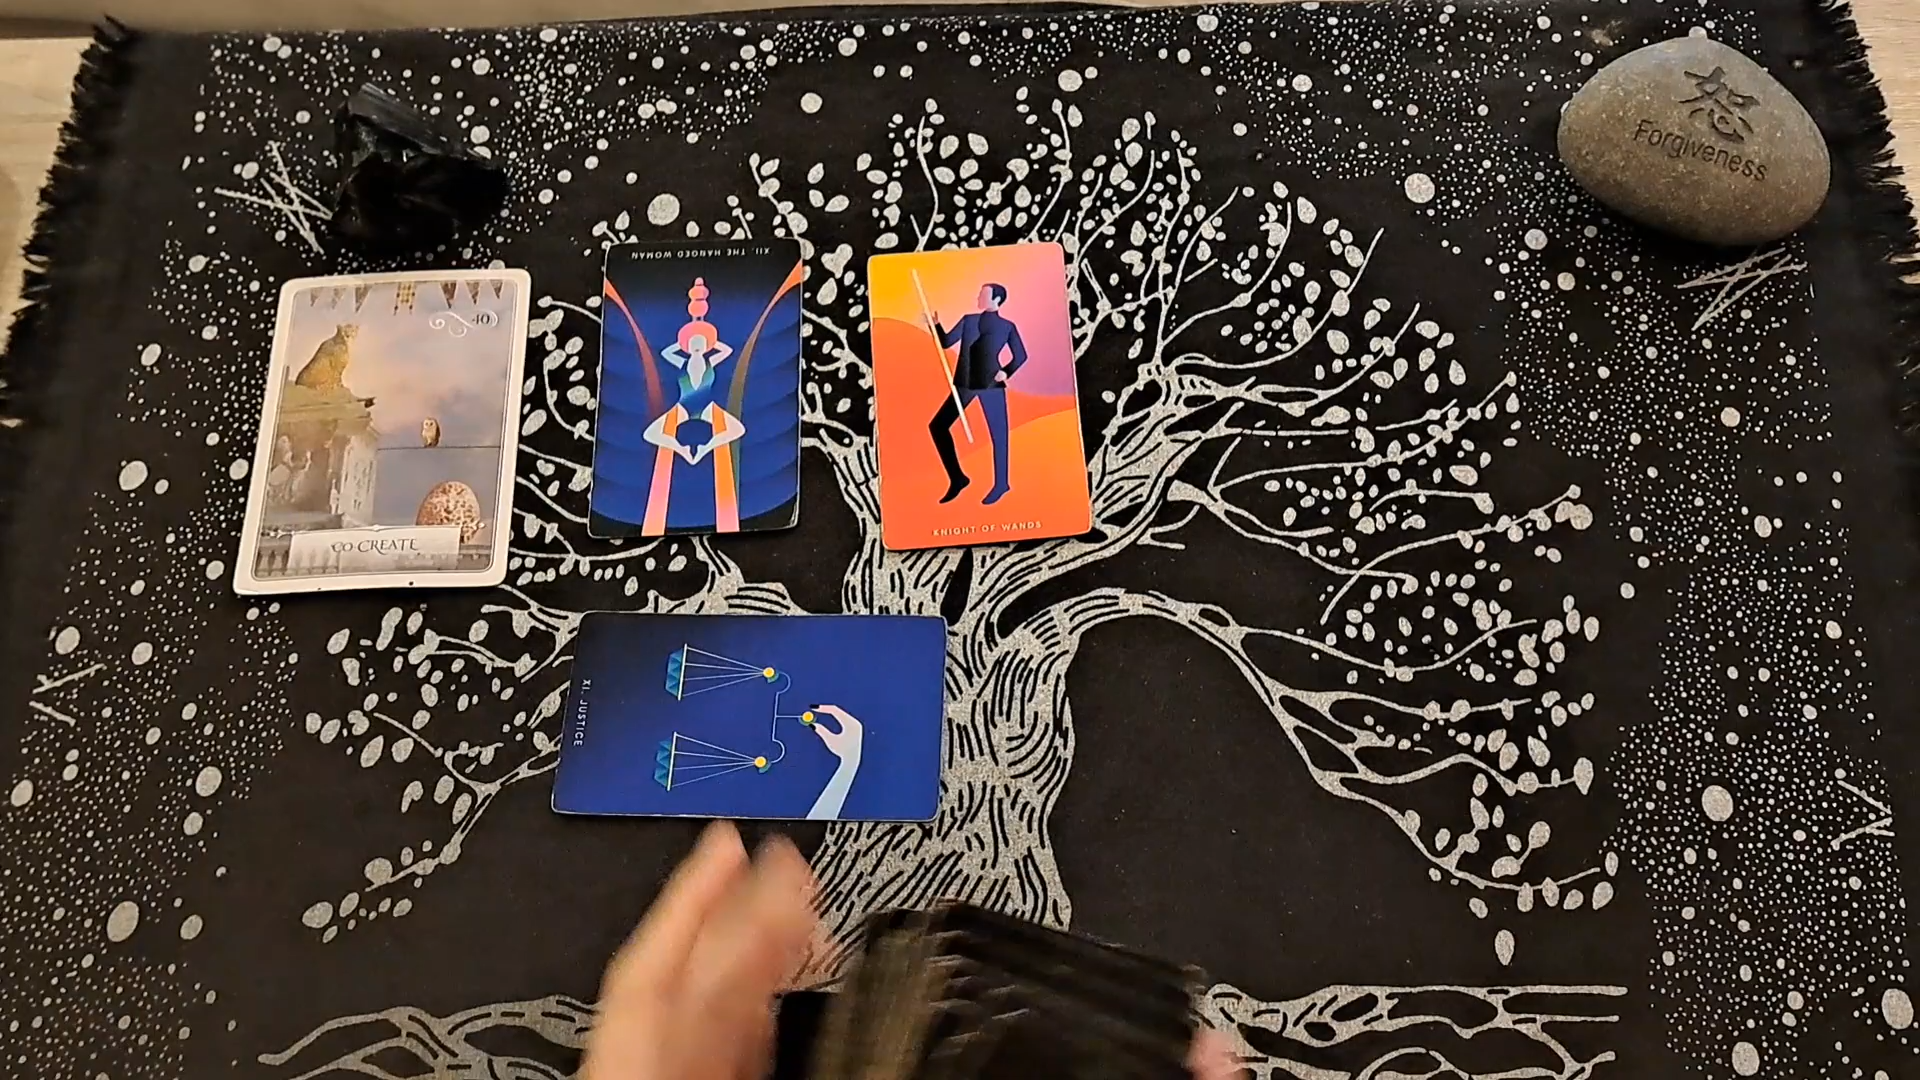 恕
Forgiveness
40
CO-CREATE
XII. THE HANGED WOMAN
KNIGHT OF WANDS
XI. JUSTICE